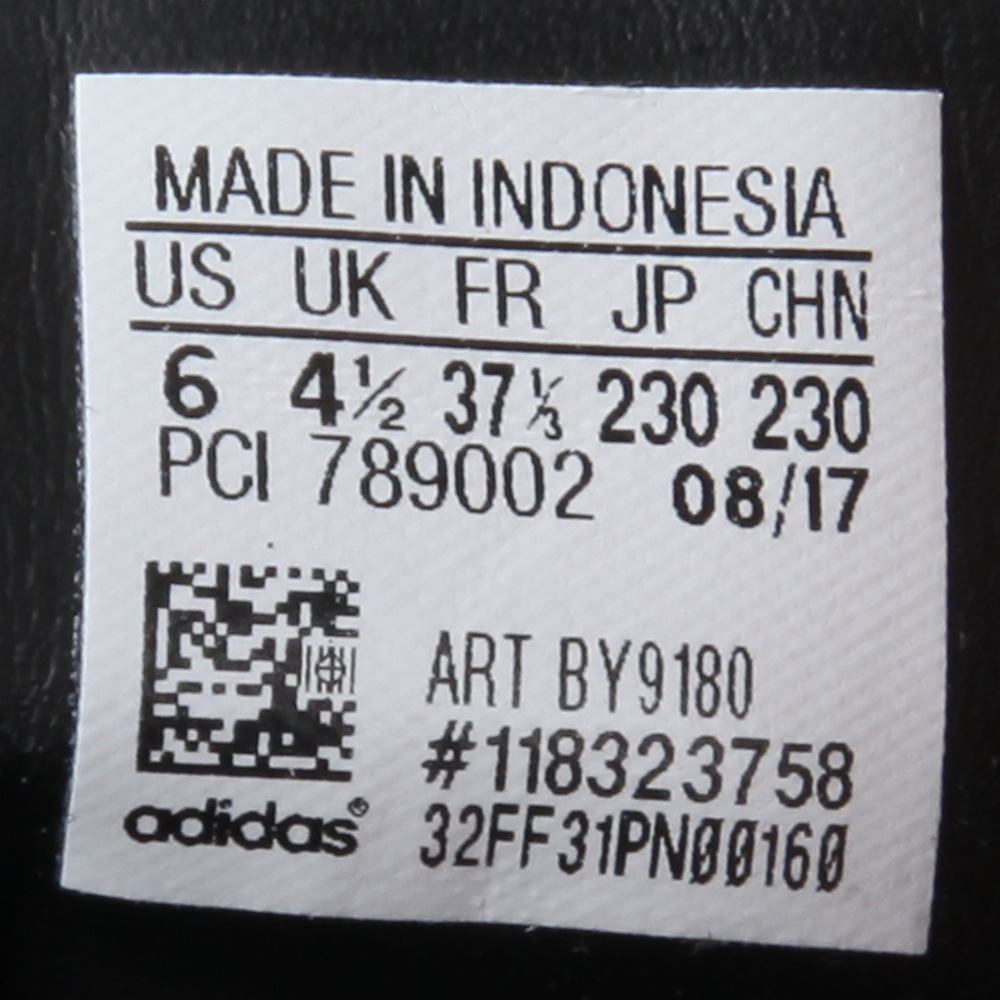 MADE IN INDONESIA
US UK FR JP CHN
6 4½ 37⅓ 230 230
PCI 789002 08/17
ART BY9180
#118323758
adidas®
32FF31PN00160